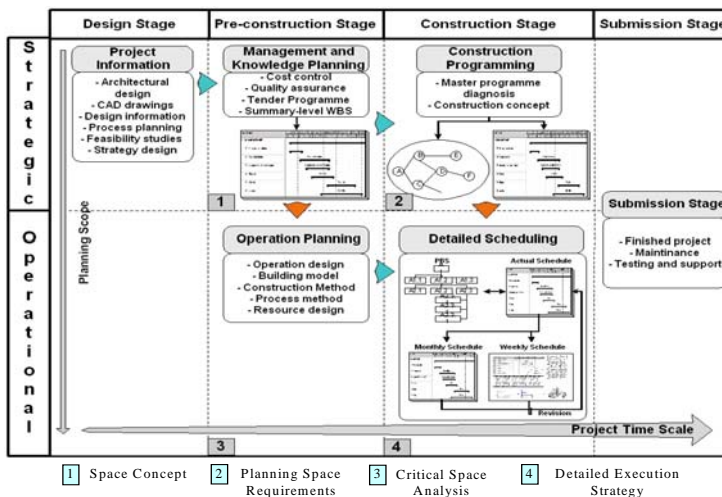 Design Stage
Pre-construction Stage
Construction Stage
Submission Stage
Strategic
Project
Information
- Architectural
design
- CAD drawings
- Design information
- Process planning
- Feasibility studies
- Strategy design
Management and
Knowledge Planning
- Cost control
- Quality assurance
- Tender Programme
- Summary-level WBS
1
Construction
Programming
- Master programme
diagnosis
- Construction concept
A
B
C
D
E
F
2
Planning Scope
Operational
Operation Planning
- Operation design
- Building model
- Construction Method
- Process method
- Resource design
Detailed Scheduling
PBS
Actual Schedule
Monthly Schedule
Weekly Schedule
Revision
Submission Stage
- Finished project
- Maintinance
- Testing and support
Project Time Scale
3
4
1 Space Concept
2 Planning Space
Requirements
3 Critical Space
Analysis
4 Detailed Execution
Strategy